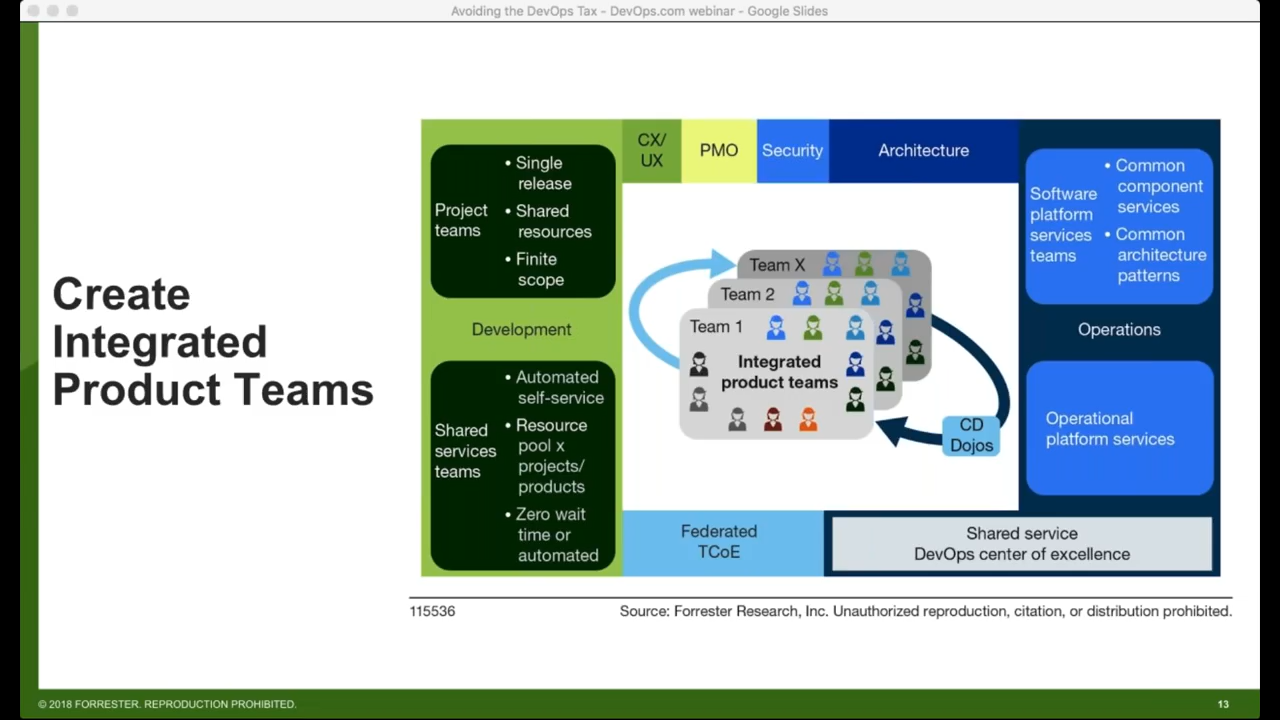 Avoiding the DevOps Tax - DevOps.com webinar - Google Slides
Create
Integrated
Product Teams
Project
teams
• Single
release
• Shared
resources
• Finite
scope
Development
Shared
services
teams
• Automated
self-service
• Resource
pool x
projects/
products
• Zero wait
time or
automated
CX/
UX
PMO
Security
Architecture
Team X
Team 2
Team 1
Integrated
product teams
CD
Dojos
Software
platform
services
teams
• Common
component
services
• Common
architecture
patterns
Operations
Operational
platform services
Federated
TCoE
Shared service
DevOps center of excellence
115536
Source: Forrester Research, Inc. Unauthorized reproduction, citation, or distribution prohibited.
© 2018 FORRESTER. REPRODUCTION PROHIBITED.
13